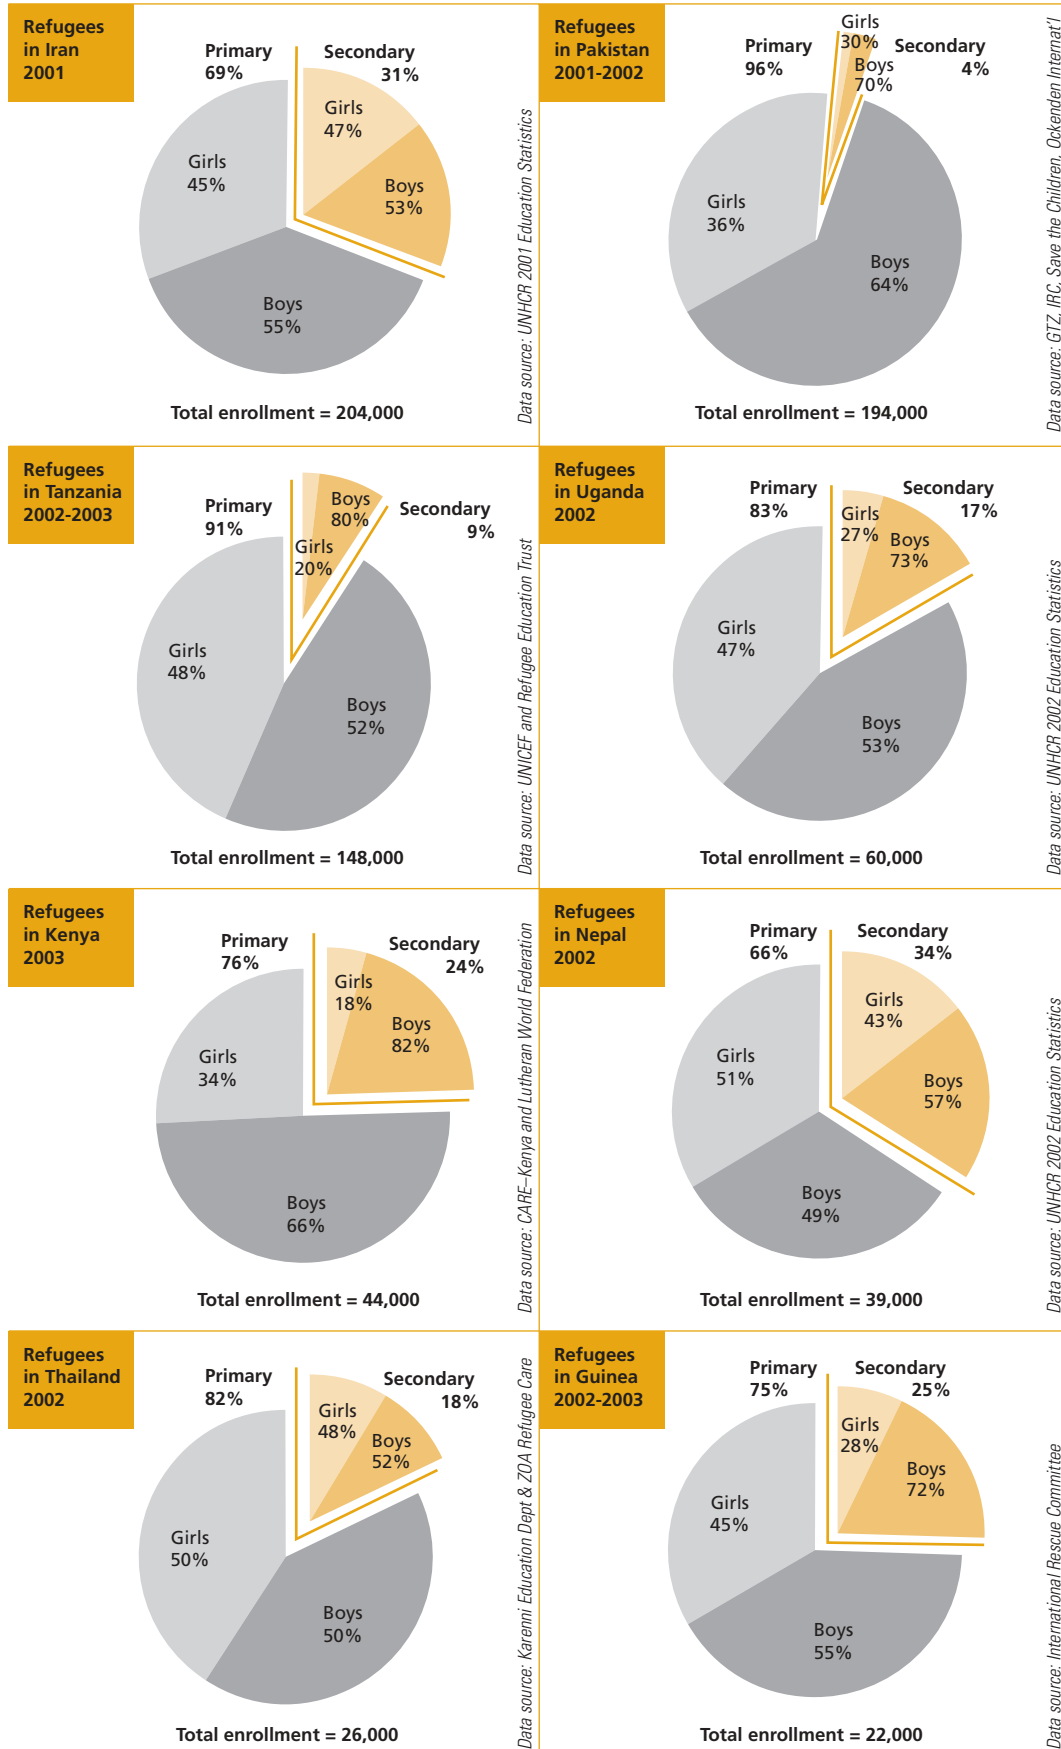 Refugees
in Iran
2001
Primary
69%
Secondary
31%
Girls
47%
Boys
53%
Girls
45%
Boys
55%
Total enrollment = 204,000
Data source: UNHCR 2001 Education Statistics
Refugees
in Pakistan
2001-2002
Primary
96%
Girls
30%
Boys
70%
Secondary
4%
Girls
36%
Boys
64%
Total enrollment = 194,000
Data source: GTZ, IRC, Save the Children, Ockenden Internat'l
Refugees
in Tanzania
2002-2003
Primary
91%
Boys
80%
Secondary
9%
Girls
20%
Girls
48%
Boys
52%
Total enrollment = 148,000
Data source: UNICEF and Refugee Education Trust
Refugees
in Uganda
2002
Primary
83%
Secondary
17%
Girls
27%
Boys
73%
Girls
47%
Boys
53%
Total enrollment = 60,000
Data source: UNHCR 2002 Education Statistics
Refugees
in Kenya
2003
Primary
76%
Secondary
24%
Girls
18%
Boys
82%
Girls
34%
Boys
66%
Total enrollment = 44,000
Data source: CARE–Kenya and Lutheran World Federation
Refugees
in Nepal
2002
Primary
66%
Secondary
34%
Girls
43%
Boys
57%
Girls
51%
Boys
49%
Total enrollment = 39,000
Data source: UNHCR 2002 Education Statistics
Refugees
in Thailand
2002
Primary
82%
Secondary
18%
Girls
48%
Boys
52%
Girls
50%
Boys
50%
Total enrollment = 26,000
Data source: Karenni Education Dept & ZOA Refugee Care
Refugees
in Guinea
2002-2003
Primary
75%
Secondary
25%
Girls
28%
Boys
72%
Girls
45%
Boys
55%
Total enrollment = 22,000
Data source: International Rescue Committee